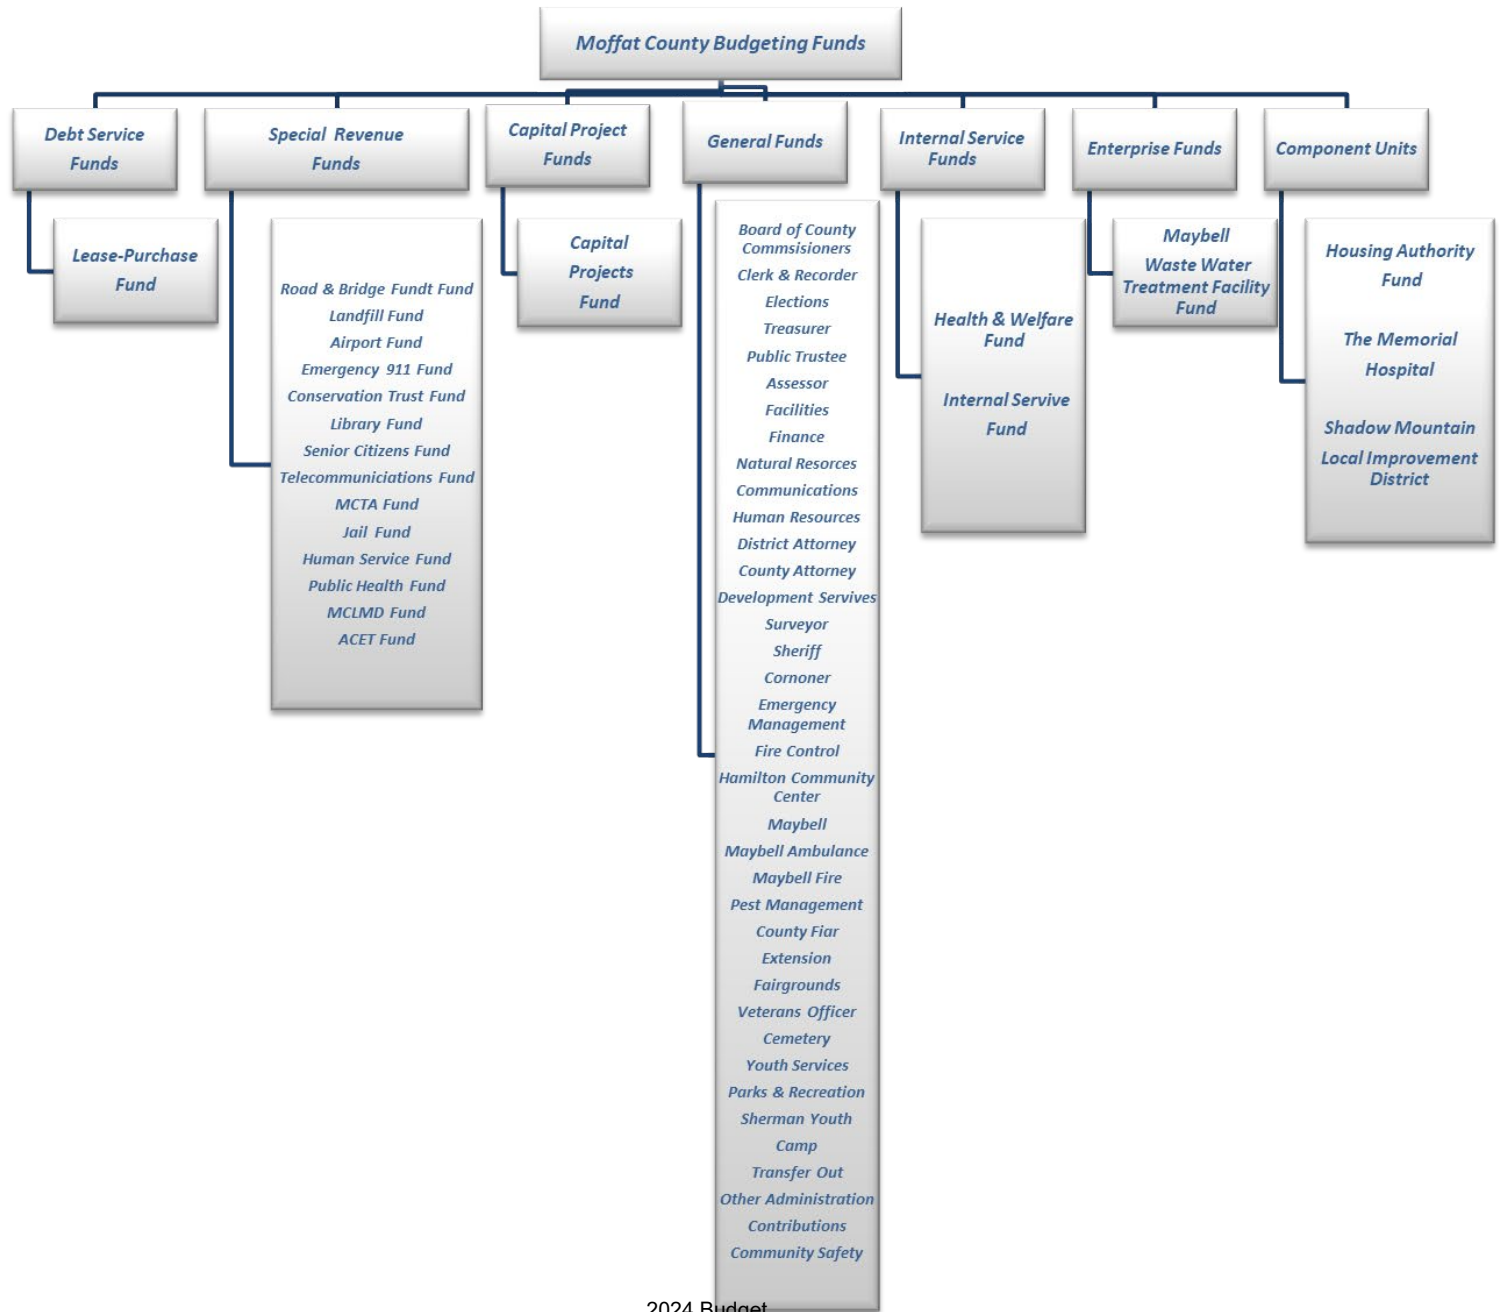 Moffat County Budgeting Funds
Debt Service
Funds
Lease-Purchase
Fund
Special Revenue
Funds
Road & Bridge Fundt Fund
Landfill Fund
Airport Fund
Emergency 911 Fund
Conservation Trust Fund
Library Fund
Senior Citizens Fund
Telecommuniciations Fund
MCTA Fund
Jail Fund
Human Service Fund
Public Health Fund
MCLMD Fund
ACET Fund
Capital Project
Funds
Capital
Projects
Fund
General Funds
Board of County
Commsisioners
Clerk & Recorder
Elections
Treasurer
Public Trustee
Assessor
Facilities
Finance
Natural Resorces
Communications
Human Resources
District Attorney
County Attorney
Development Servives
Surveyor
Sheriff
Cornoner
Emergency
Management
Fire Control
Hamilton Community
Center
Maybell
Maybell Ambulance
Maybell Fire
Pest Management
County Fiar
Extension
Fairgrounds
Veterans Officer
Cemetery
Youth Services
Parks & Recreation
Sherman Youth
Camp
Transfer Out
Other Administration
Contributions
Community Safety
Internal Service
Funds
Health & Welfare
Fund
Internal Servive
Fund
Enterprise Funds
Maybell
Waste Water
Treatment Facility
Fund
Component Units
Housing Authority
Fund
The Memorial
Hospital
Shadow Mountain
Local Improvement
District
2024 Budget